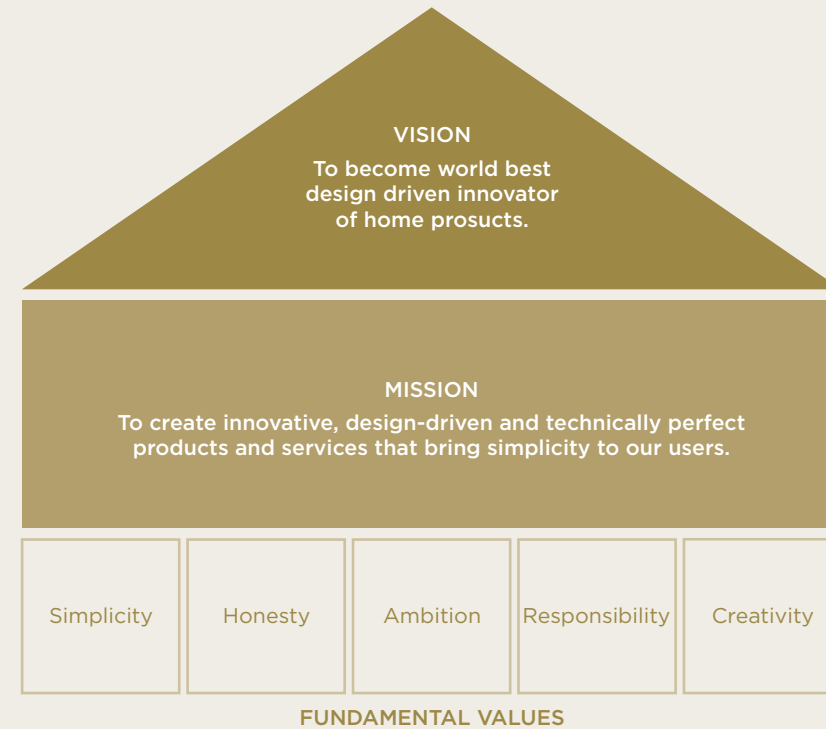 VISION
To become world best
design driven innovator
of home prosucts.
MISSION
To create innovative, design-driven and technically perfect
products and services that bring simplicity to our users.
Simplicity
Honesty
Ambition
Responsibility
Creativity
FUNDAMENTAL VALUES